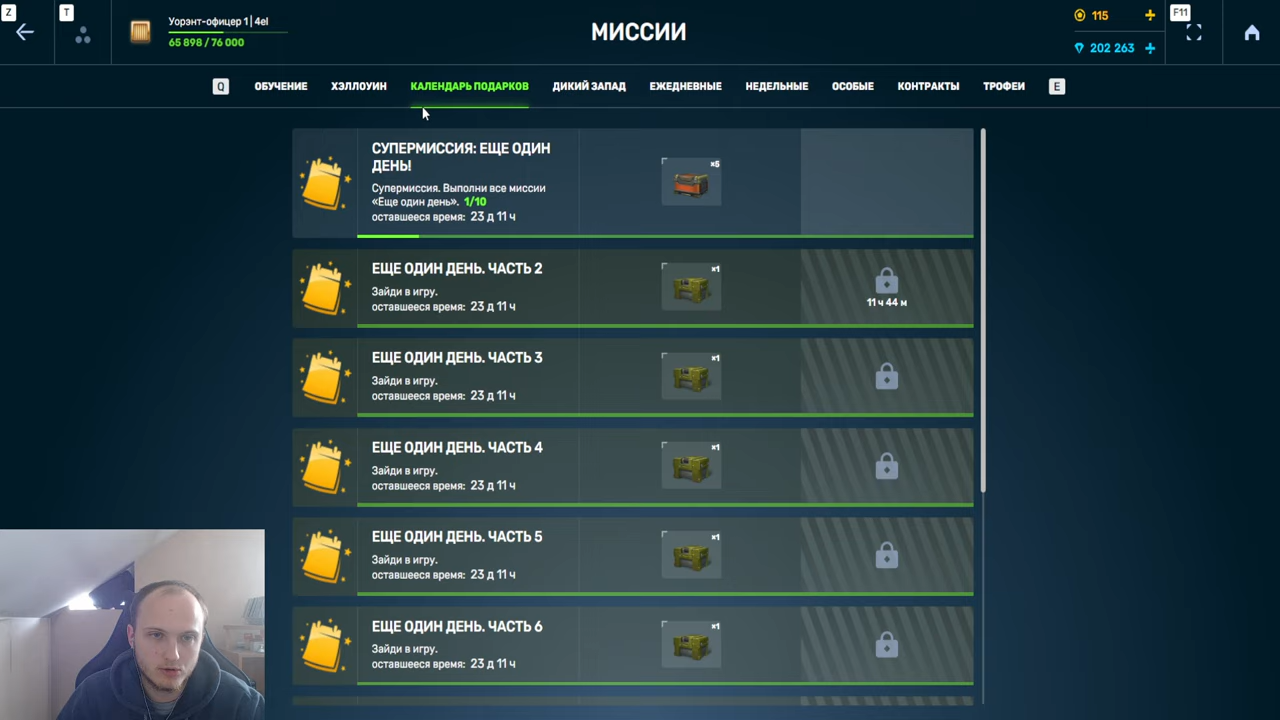 Z
T
Уорэнт-офицер 1 | 4el
65 898 / 76 000
МИССИИ
115
202 263
F11
Q
ОБУЧЕНИЕ
ХЭЛЛОУИН
КАЛЕНДАРЬ ПОДАРКОВ
ДИКИЙ ЗАПАД
ЕЖЕДНЕВНЫЕ
НЕДЕЛЬНЫЕ
ОСОБЫЕ
КОНТРАКТЫ
ТРОФЕИ
E
СУПЕРМИССИЯ: ЕЩЕ ОДИН
ДЕНЬ!
Супермиссия. Выполни все миссии
«Еще один день». 1/10
оставшееся время: 23 д 11 ч
×5
ЕЩЕ ОДИН ДЕНЬ. ЧАСТЬ 2
Зайди в игру.
оставшееся время: 23 д 11 ч
×1
11 ч 44 м
ЕЩЕ ОДИН ДЕНЬ. ЧАСТЬ 3
Зайди в игру.
оставшееся время: 23 д 11 ч
×1
ЕЩЕ ОДИН ДЕНЬ. ЧАСТЬ 4
Зайди в игру.
оставшееся время: 23 д 11 ч
×1
ЕЩЕ ОДИН ДЕНЬ. ЧАСТЬ 5
Зайди в игру.
оставшееся время: 23 д 11 ч
×1
ЕЩЕ ОДИН ДЕНЬ. ЧАСТЬ 6
Зайди в игру.
оставшееся время: 23 д 11 ч
×1